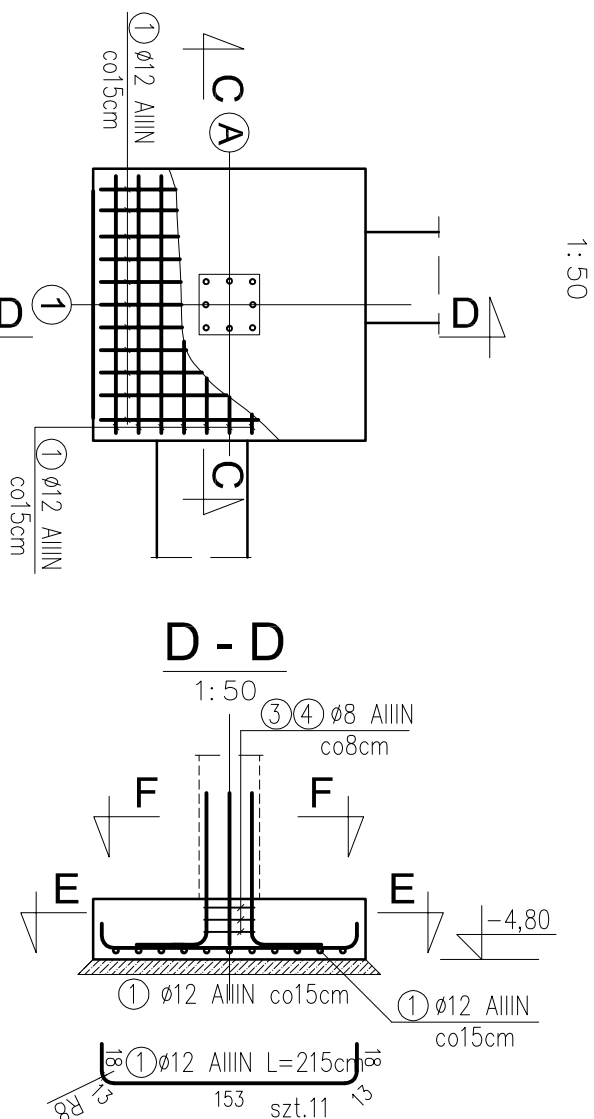 1:50
① ø12 AIIIN
co15cm
C
A
D
D
1
C
① ø12 AIIIN
co15cm
D - D
1:50
③④ ø8 AIIIN
co8cm
F
F
E
E
-4,80
① ø12 AIIIN co15cm
① ø12 AIIIN
co15cm
18
① ø12 AIIIN L=215cm
18
R8
13
153
13
szt.11